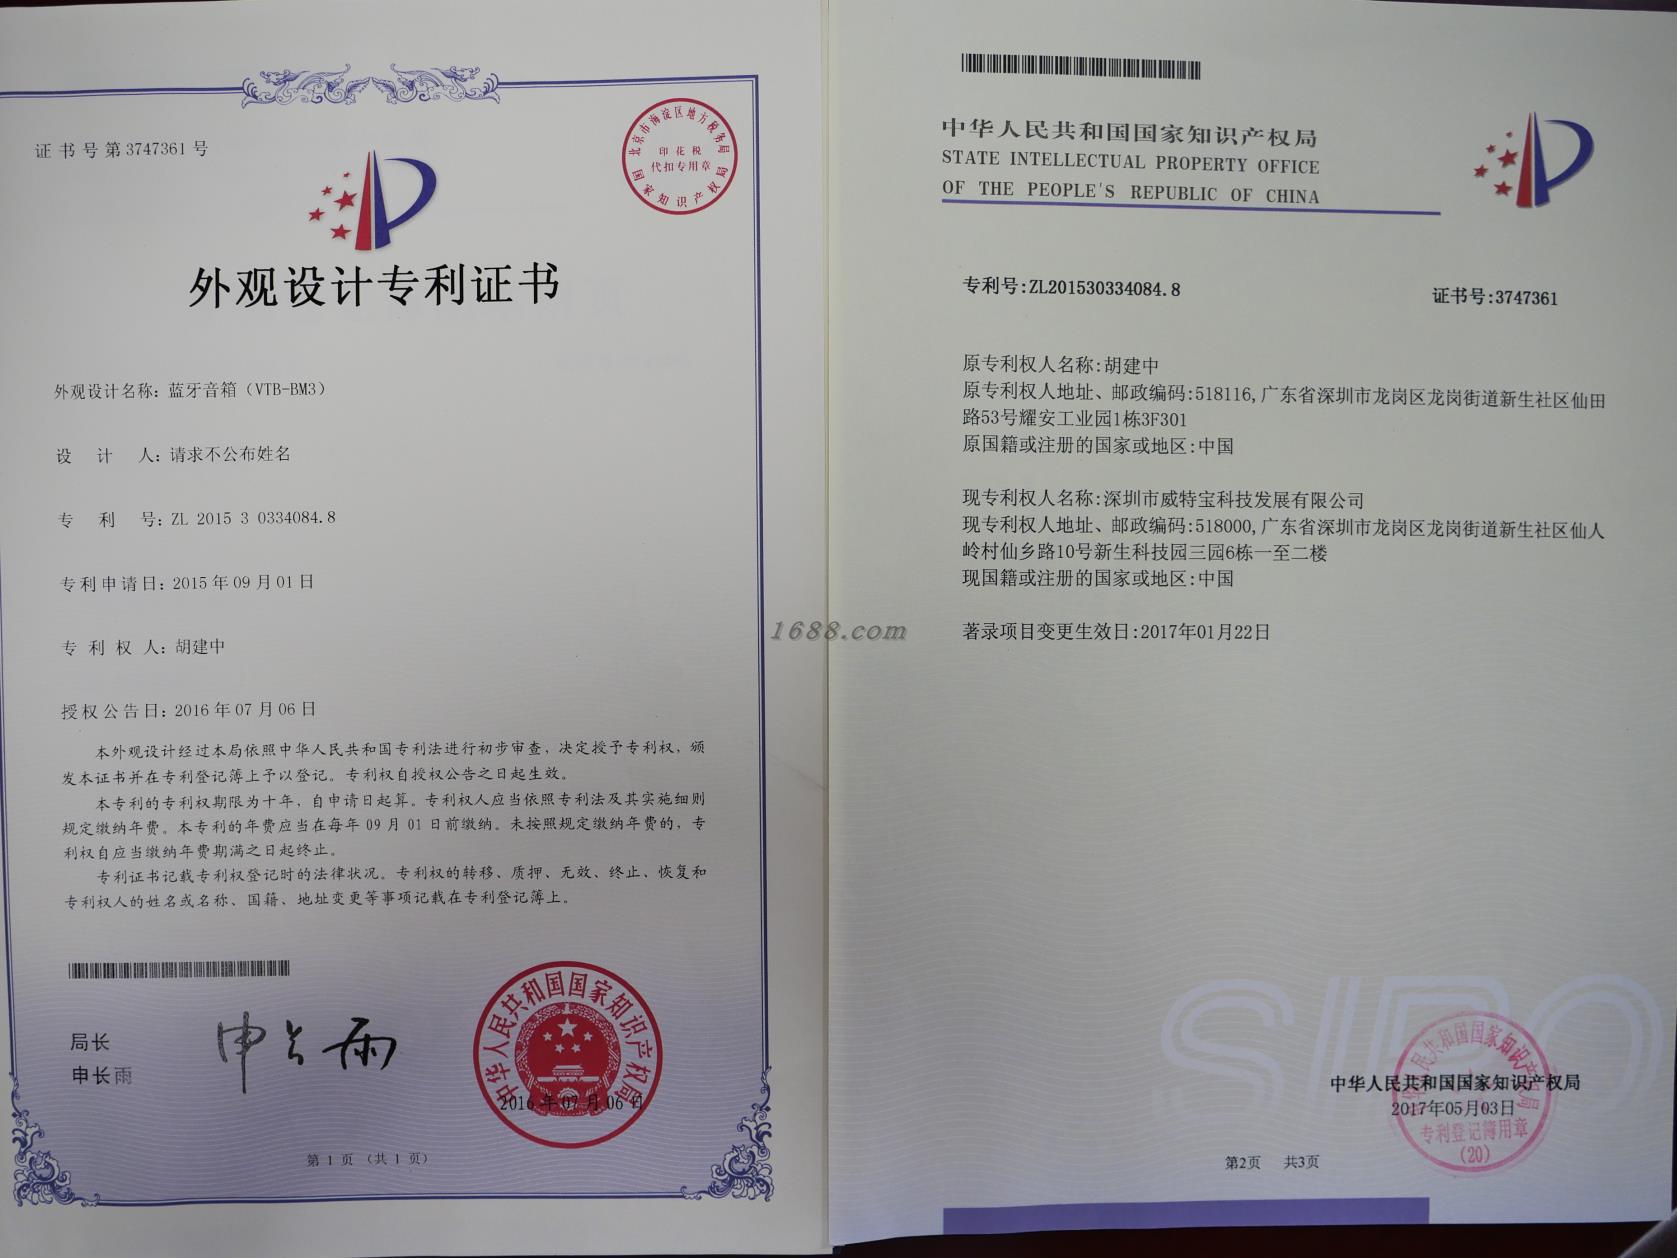 证书号第3747361号
北京市海淀区地方税务局
印花税
代扣专用章
国家知识产权局
外观设计专利证书
外观设计名称：蓝牙音箱（VTB-BM3）
设计人：请求不公布姓名
专利号：ZL 2015 3 0334084.8
专利申请日：2015年09月01日
专利权人：胡建中
授权公告日：2016年07月06日
本外观设计经过本局依照中华人民共和国专利法进行初步审查，决定授予专利权，颁
发本证书并在专利登记簿上予以登记。专利权自授权公告之日起生效。
本专利的专利权期限为十年，自申请日起算。专利权人应当依照专利法及其实施细则
规定缴纳年费。本专利的年费应当在每年09月01日前缴纳。未按照规定缴纳年费的，专
利权自应当缴纳年费期满之日起终止。
专利证书记载专利权登记时的法律状况。专利权的转移、质押、无效、终止、恢复和
专利权人的姓名或名称、国籍、地址变更等事项记载在专利登记簿上。
局长
申长雨
申长雨
中华人民共和国国家知识产权局
2016年07月06日
第1页（共1页）
1688.com
中华人民共和国国家知识产权局
STATE INTELLECTUAL PROPERTY OFFICE
OF THE PEOPLE'S REPUBLIC OF CHINA
专利号:ZL201530334084.8
证书号:3747361
原专利权人名称:胡建中
原专利权人地址、邮政编码:518116,广东省深圳市龙岗区龙岗街道新生社区仙田
路53号耀安工业园1栋3F301
原国籍或注册的国家或地区:中国
现专利权人名称:深圳市威特宝科技发展有限公司
现专利权人地址、邮政编码:518000,广东省深圳市龙岗区龙岗街道新生社区仙人
岭村仙乡路10号新生科技园三园6栋一至二楼
现国籍或注册的国家或地区:中国
著录项目变更生效日:2017年01月22日
SIPO
中华人民共和国国家知识产权局
中华人民共和国国家知识产权局
2017年05月03日
专利登记簿用章
(20)
第2页 共3页